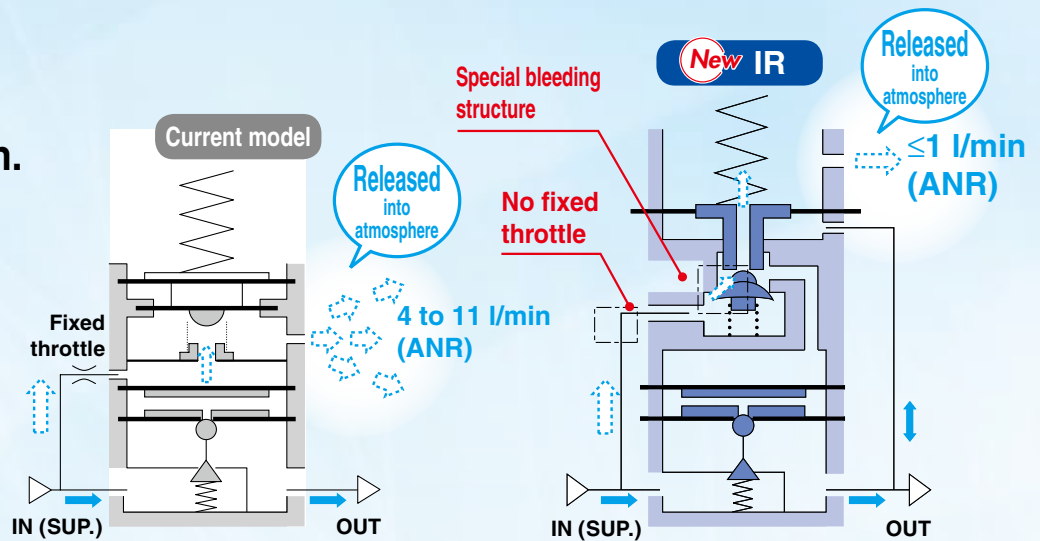 n.
Current model
Released
into
atmosphere
4 to 11 l/min
(ANR)
Fixed
throttle
IN (SUP.)
OUT
New IR
Special bleeding
structure
No fixed
throttle
Released
into
atmosphere
≤1 l/min
(ANR)
IN (SUP.)
OUT